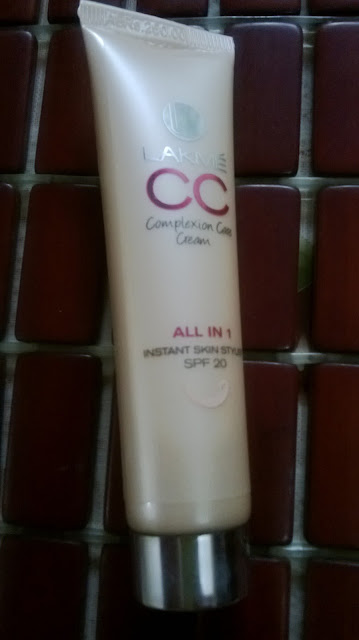 LAKMÉ
CC
Complexion Care
Cream
ALL IN 1
INSTANT SKIN
SPF 20